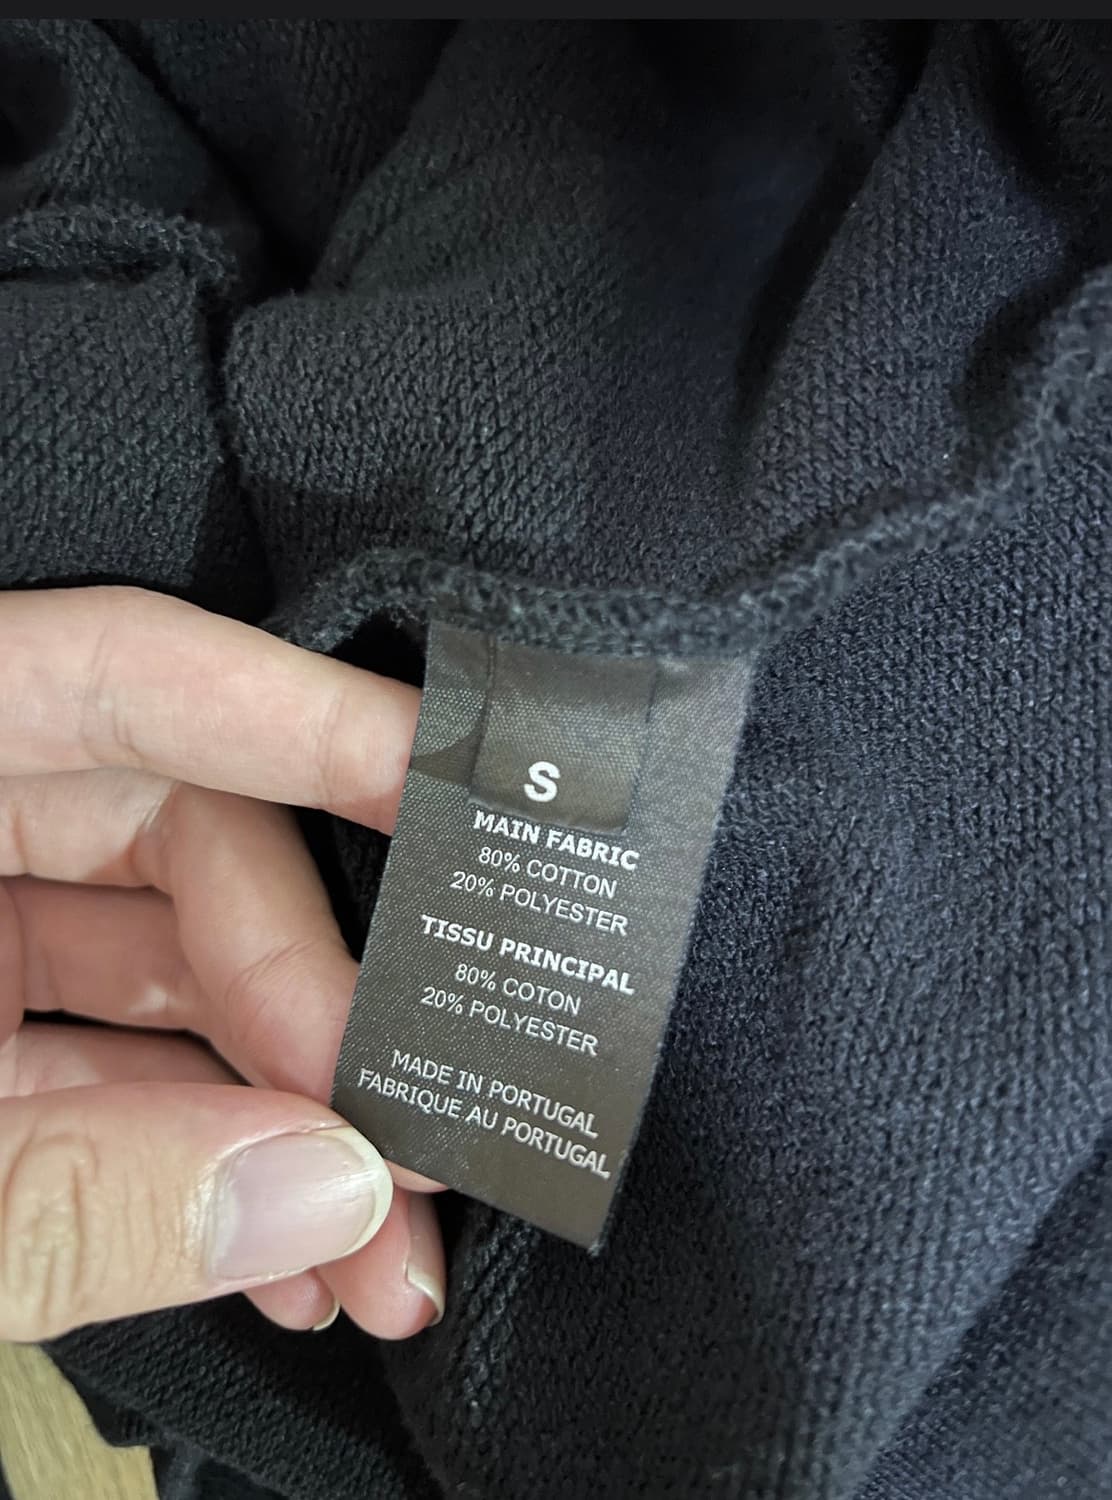 S
MAIN FABRIC
80% COTTON
20% POLYESTER
TISSU PRINCIPAL
80% COTON
20% POLYESTER
MADE IN PORTUGAL
FABRIQUE AU PORTUGAL